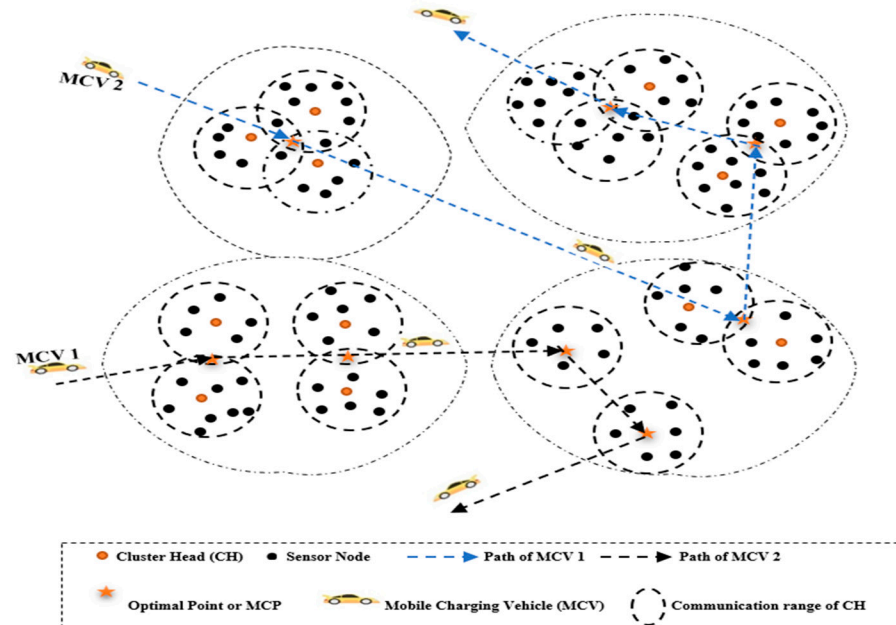 MCV 2
MCV 1
Cluster Head (CH) Sensor Node Path of MCV 1 Path of MCV 2
Optimal Point or MCP Mobile Charging Vehicle (MCV) Communication range of CH